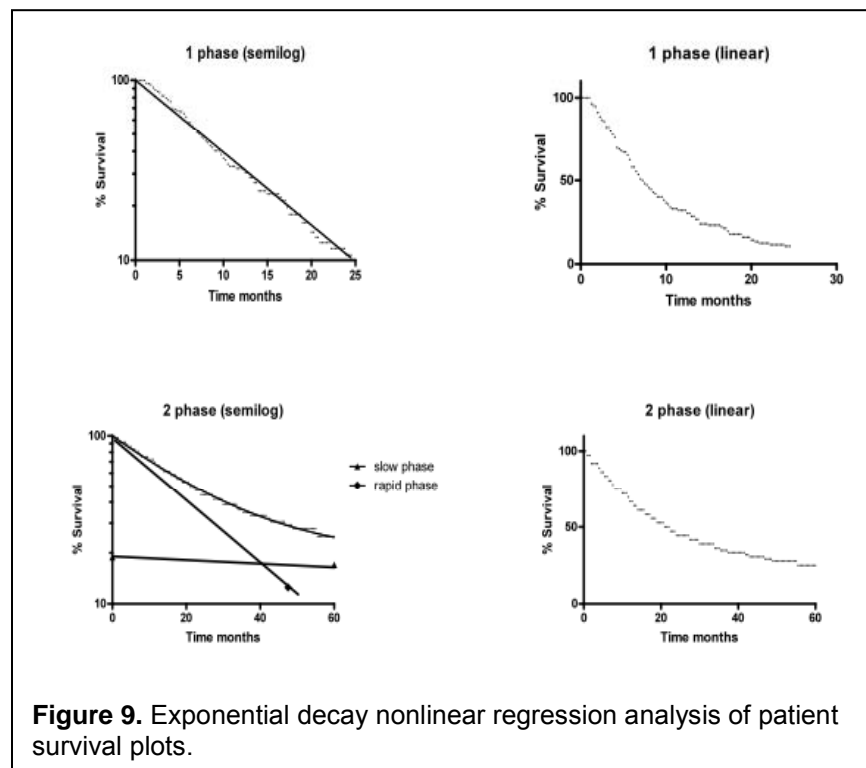 1 phase (semilog)
100
10
% Survival
0 5 10 15 20 25
Time months
1 phase (linear)
100
50
0
% Survival
0 10 20 30
Time months
2 phase (semilog)
100
10
% Survival
0 20 40 60
Time months
slow phase
rapid phase
2 phase (linear)
100
50
0
% Survival
0 20 40 60
Time months
Figure 9. Exponential decay nonlinear regression analysis of patient
survival plots.